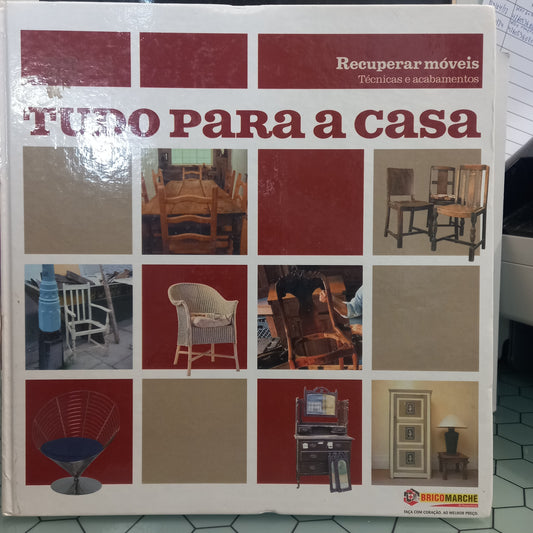 Recuperar móveis
Técnicas e acabamentos
TUDO PARA A CASA
BRICOMARCHE
FAÇA COM CORAÇÃO, AO MELHOR PREÇO.